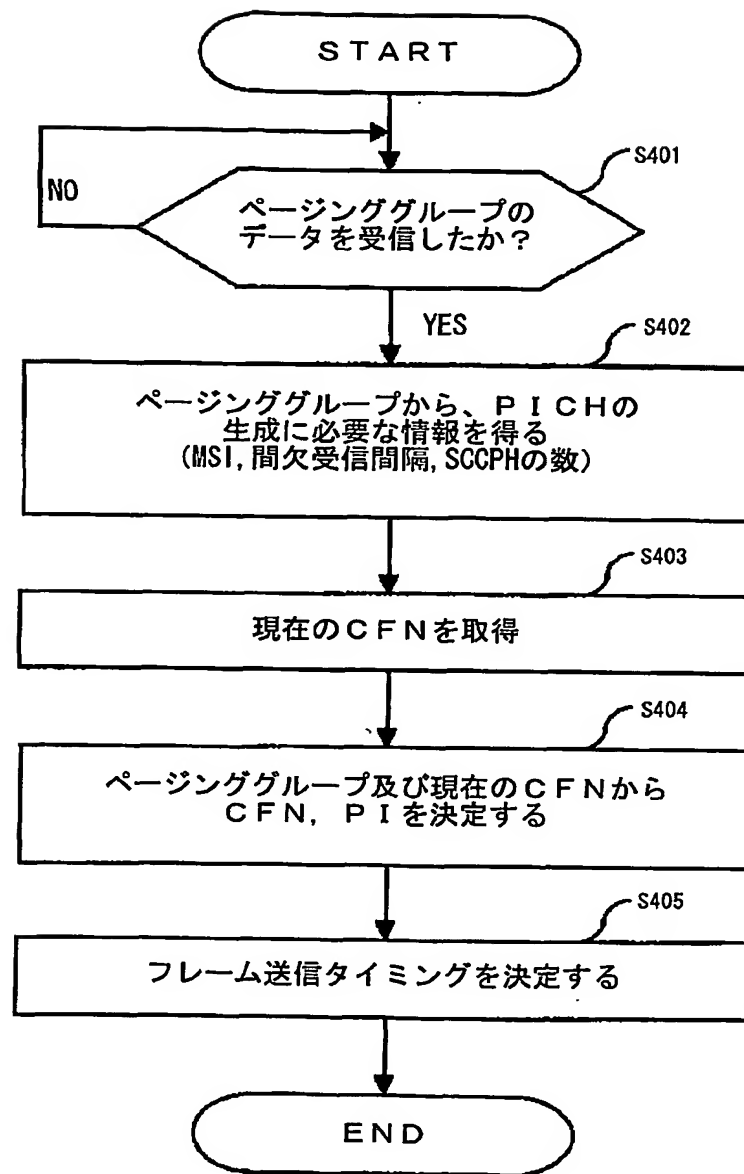 START
S401
NO
ページンググループの
データを受信したか?
YES
S402
ページンググループから、PICHの
生成に必要な情報を得る
(MSI,間欠受信間隔,SCCPHの数)
S403
現在のCFNを取得
S404
ページンググループ及び現在のCFNから
CFN, PIを決定する
S405
フレーム送信タイミングを決定する
END